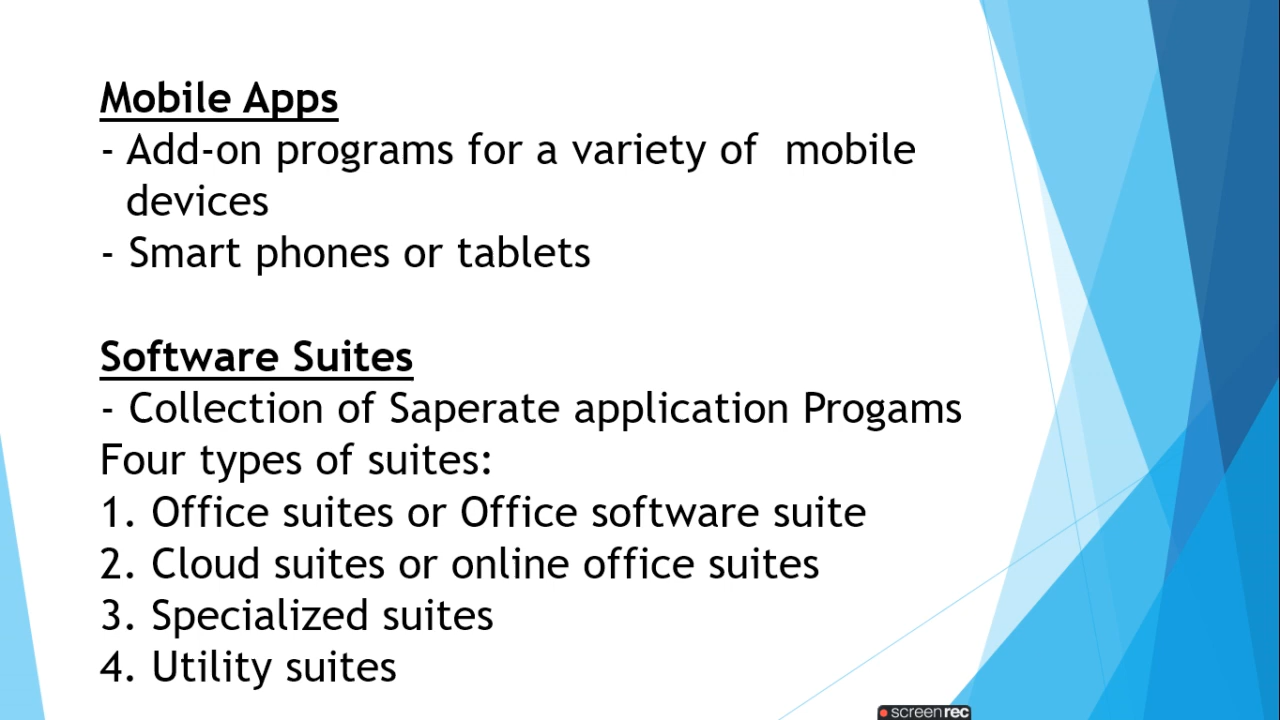 Mobile Apps
- Add-on programs for a variety of  mobile
devices
- Smart phones or tablets
Software Suites
- Collection of Saperate application Progams
Four types of suites:
1. Office suites or Office software suite
2. Cloud suites or online office suites
3. Specialized suites
4. Utility suites
screenrec